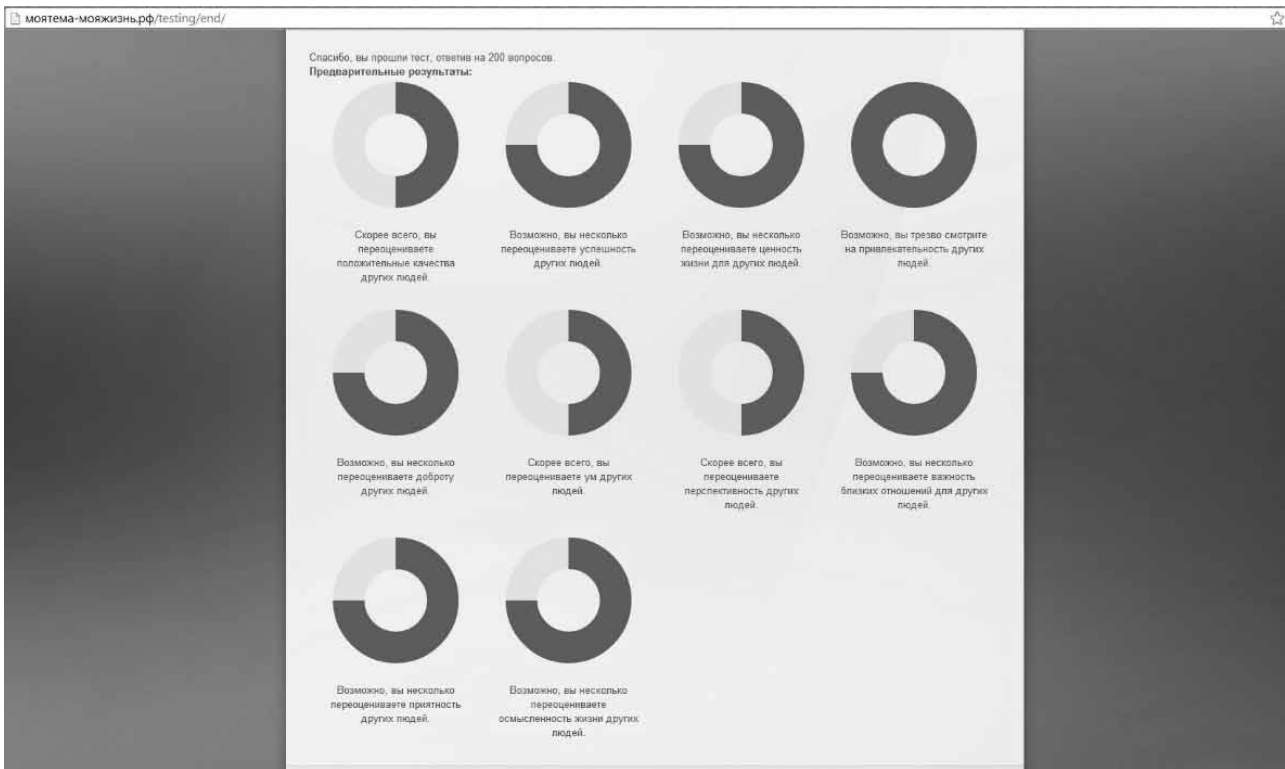 моятема-мояжизнь.рф/testing/end/
Спасибо, вы прошли тест, ответив на 200 вопросов.
Предварительные результаты:
Скорее всего, вы
переоцениваете
положительные качества
других людей.
Возможно, вы несколько
переоцениваете успешность
других людей.
Возможно, вы несколько
переоцениваете ценность
жизни для других людей.
Возможно, вы трезво смотрите
на привлекательность других
людей.
Возможно, вы несколько
переоцениваете доброту
других людей.
Скорее всего, вы
переоцениваете ум других
людей.
Скорее всего, вы
переоцениваете
перспективность других
людей.
Возможно, вы несколько
переоцениваете важность
близких отношений для других
людей.
Возможно, вы несколько
переоцениваете приятность
других людей.
Возможно, вы несколько
переоцениваете
осмысленность жизни других
людей.